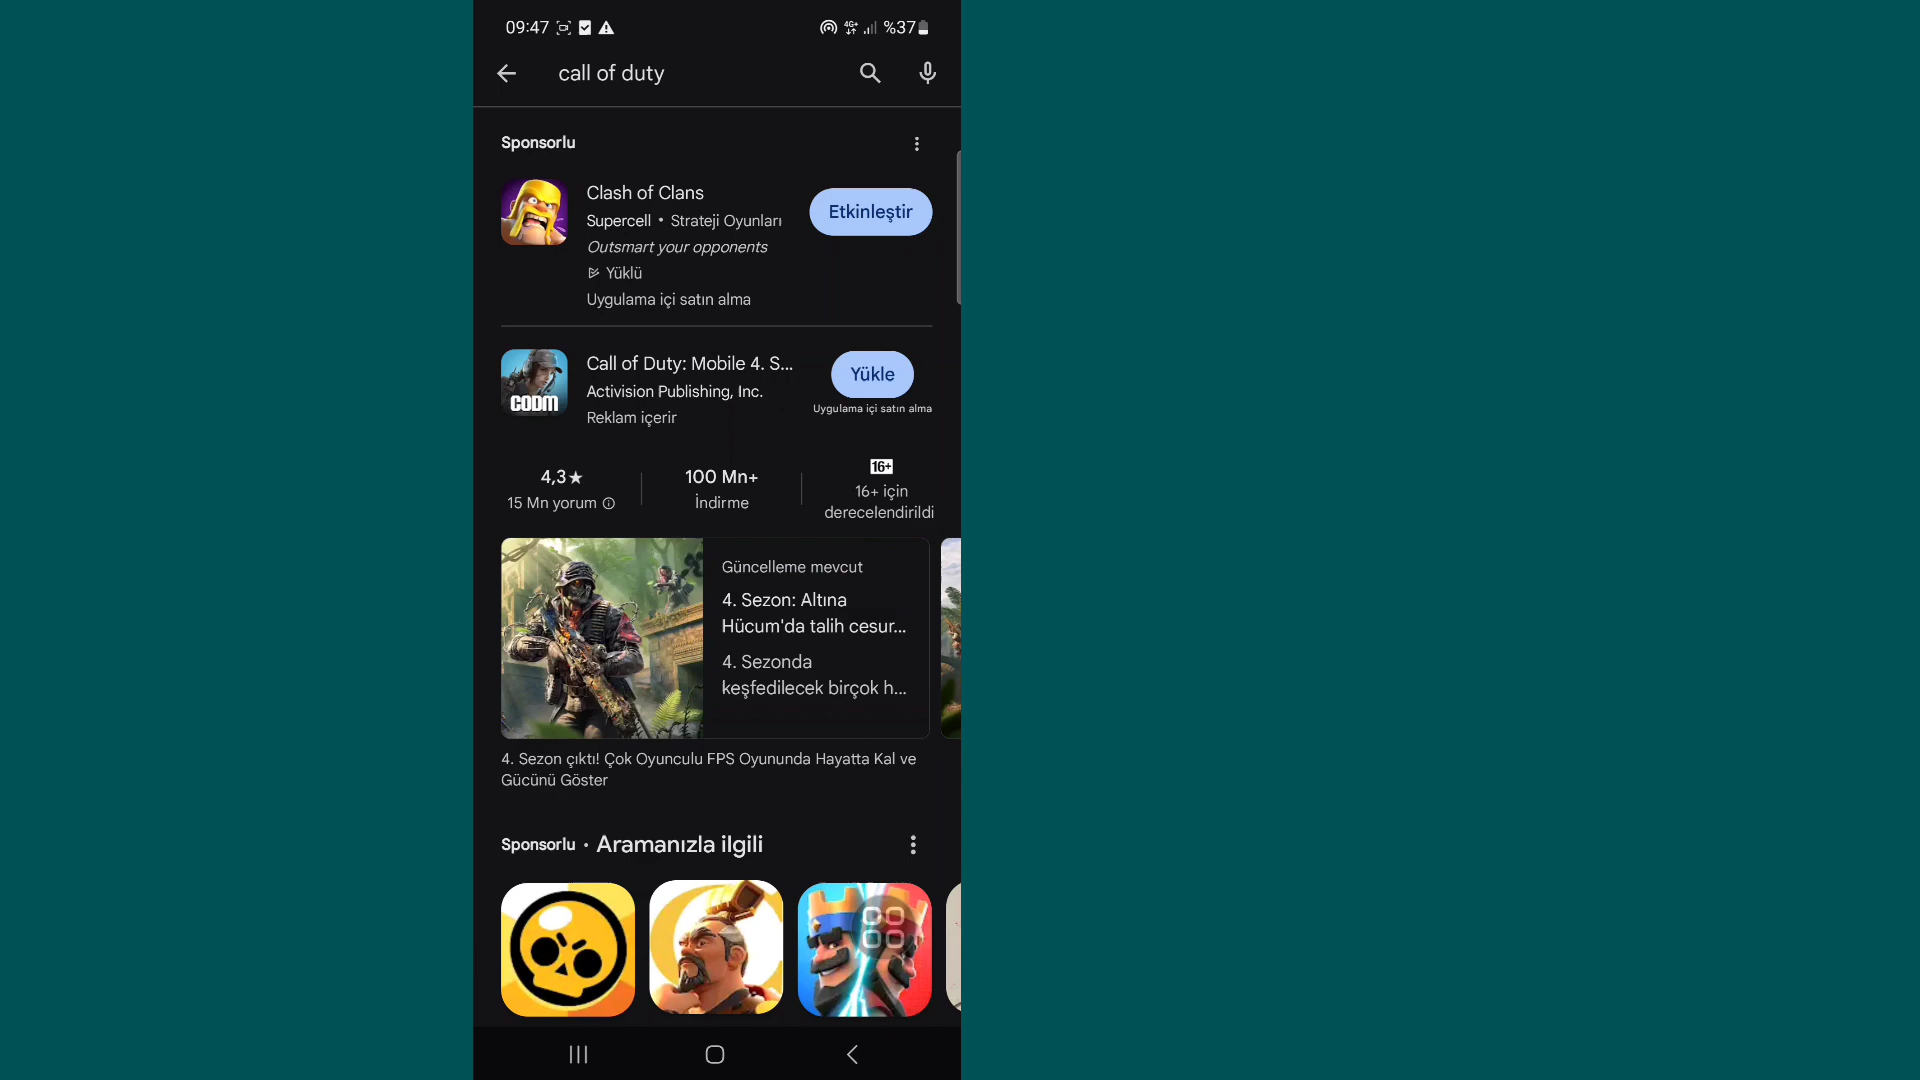 09:47
4G+
%37
call of duty
Sponsorlu
Clash of Clans
Etkinleştir
Supercell • Strateji Oyunları
Outsmart your opponents
Yüklü
Uygulama içi satın alma
Call of Duty: Mobile 4. S...
Yükle
Activision Publishing, Inc.
Uygulama içi satın alma
Reklam içerir
CODM
4,3★
15 Mn yorum
100 Mn+
İndirme
16+
16+ için
derecelendirildi
Güncelleme mevcut
4. Sezon: Altına
Hücum'da talih cesur...
4. Sezonda
keşfedilecek birçok h...
4. Sezon çıktı! Çok Oyunculu FPS Oyununda Hayatta Kal ve
Gücünü Göster
Sponsorlu • Aramanızla ilgili